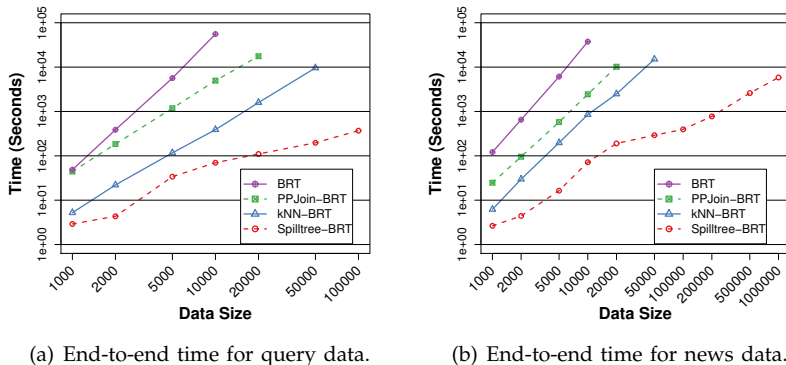 1e+05
1e+04
1e+03
1e+02
1e+01
1e+00
Time (Seconds)
BRT
PPJoin-BRT
kNN-BRT
Spilltree-BRT
1000 2000 5000 10000 20000 50000 100000
Data Size
(a) End-to-end time for query data.
1e+05
1e+04
1e+03
1e+02
1e+01
1e+00
Time (Seconds)
BRT
PPJoin-BRT
kNN-BRT
Spilltree-BRT
1000 2000 5000 10000 20000 50000 100000 200000 500000 1000000
Data Size
(b) End-to-end time for news data.